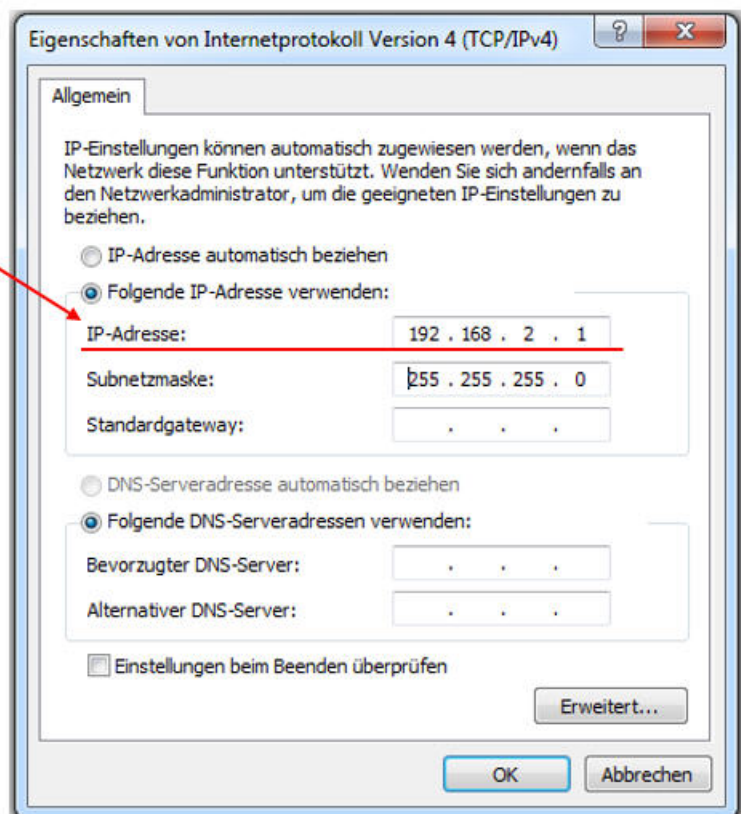 Eigenschaften von Internetprotokoll Version 4 (TCP/IPv4)
Allgemein
IP-Einstellungen können automatisch zugewiesen werden, wenn das
Netzwerk diese Funktion unterstützt. Wenden Sie sich andernfalls an
den Netzwerkadministrator, um die geeigneten IP-Einstellungen zu
beziehen.
IP-Adresse automatisch beziehen
Folgende IP-Adresse verwenden:
IP-Adresse: 192 . 168 . 2 . 1
Subnetzmaske: 255 . 255 . 255 . 0
Standardgateway: . . .
DNS-Serveradresse automatisch beziehen
Folgende DNS-Serveradressen verwenden:
Bevorzugter DNS-Server: . . .
Alternativer DNS-Server: . . .
Einstellungen beim Beenden überprüfen
Erweitert...
OK Abbrechen